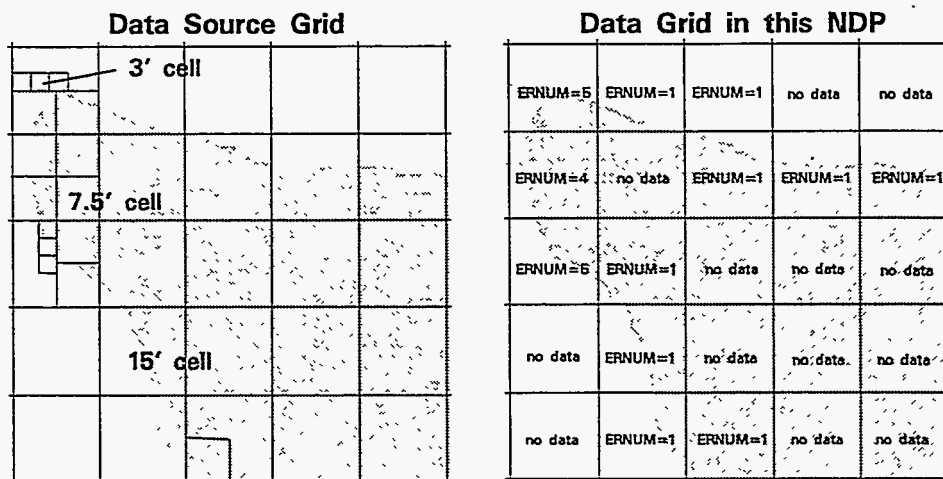 Data Source Grid
3' cell
7.5' cell
15' cell
Data Grid in this NDP
ERNUM=5 ERNUM=1 ERNUM=1 no data no data
ERNUM=4 no data ERNUM=1 ERNUM=1 ERNUM=1
ERNUM=5 ERNUM=1 no data no data no data
no data ERNUM=1 no data no data no data
no data ERNUM=1 ERNUM=1 no data no data